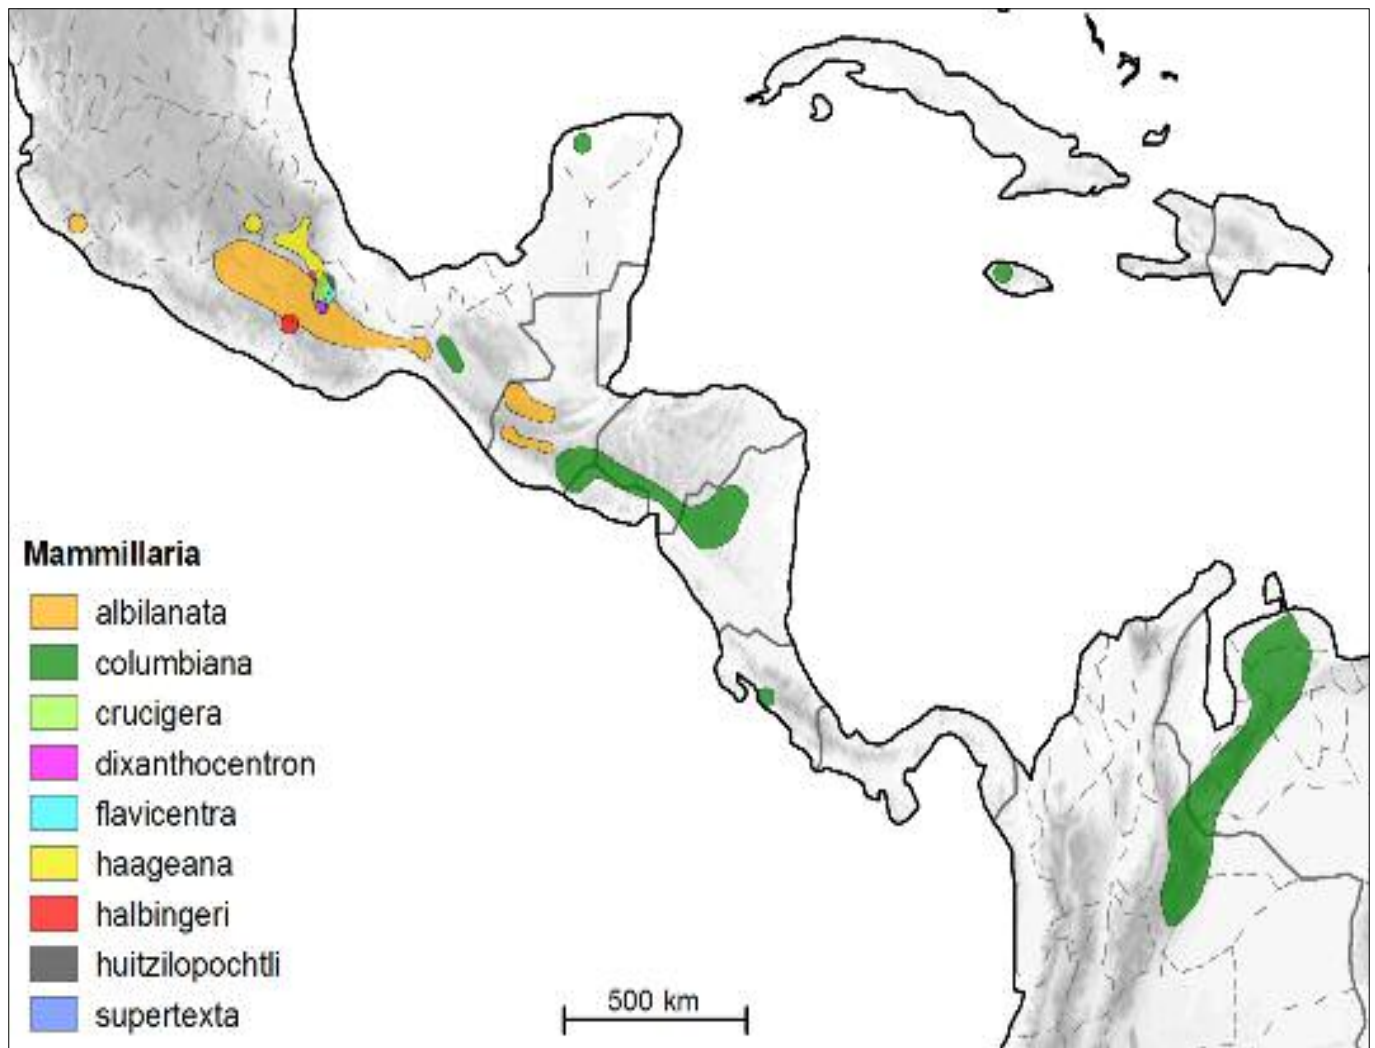 Mammillaria
albilanata
columbiana
crucigera
dixanthocentron
flavicentra
haageana
halbingeri
huitzilopochtli
supertexta
500 km